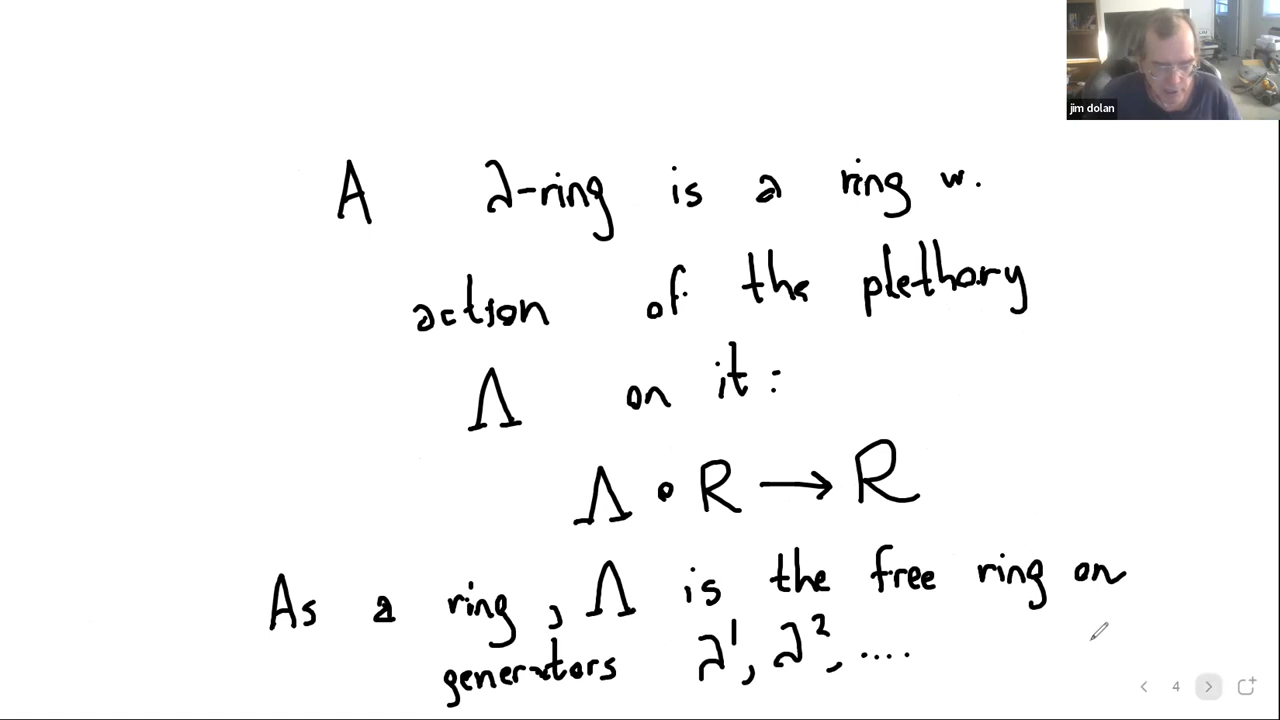 jim dolan
A λ-ring is a ring w.
action of the plethory
Λ on it:
Λ ∘ R ⟶ R
As a ring, Λ is the free ring on
generators λ¹, λ², ....
4